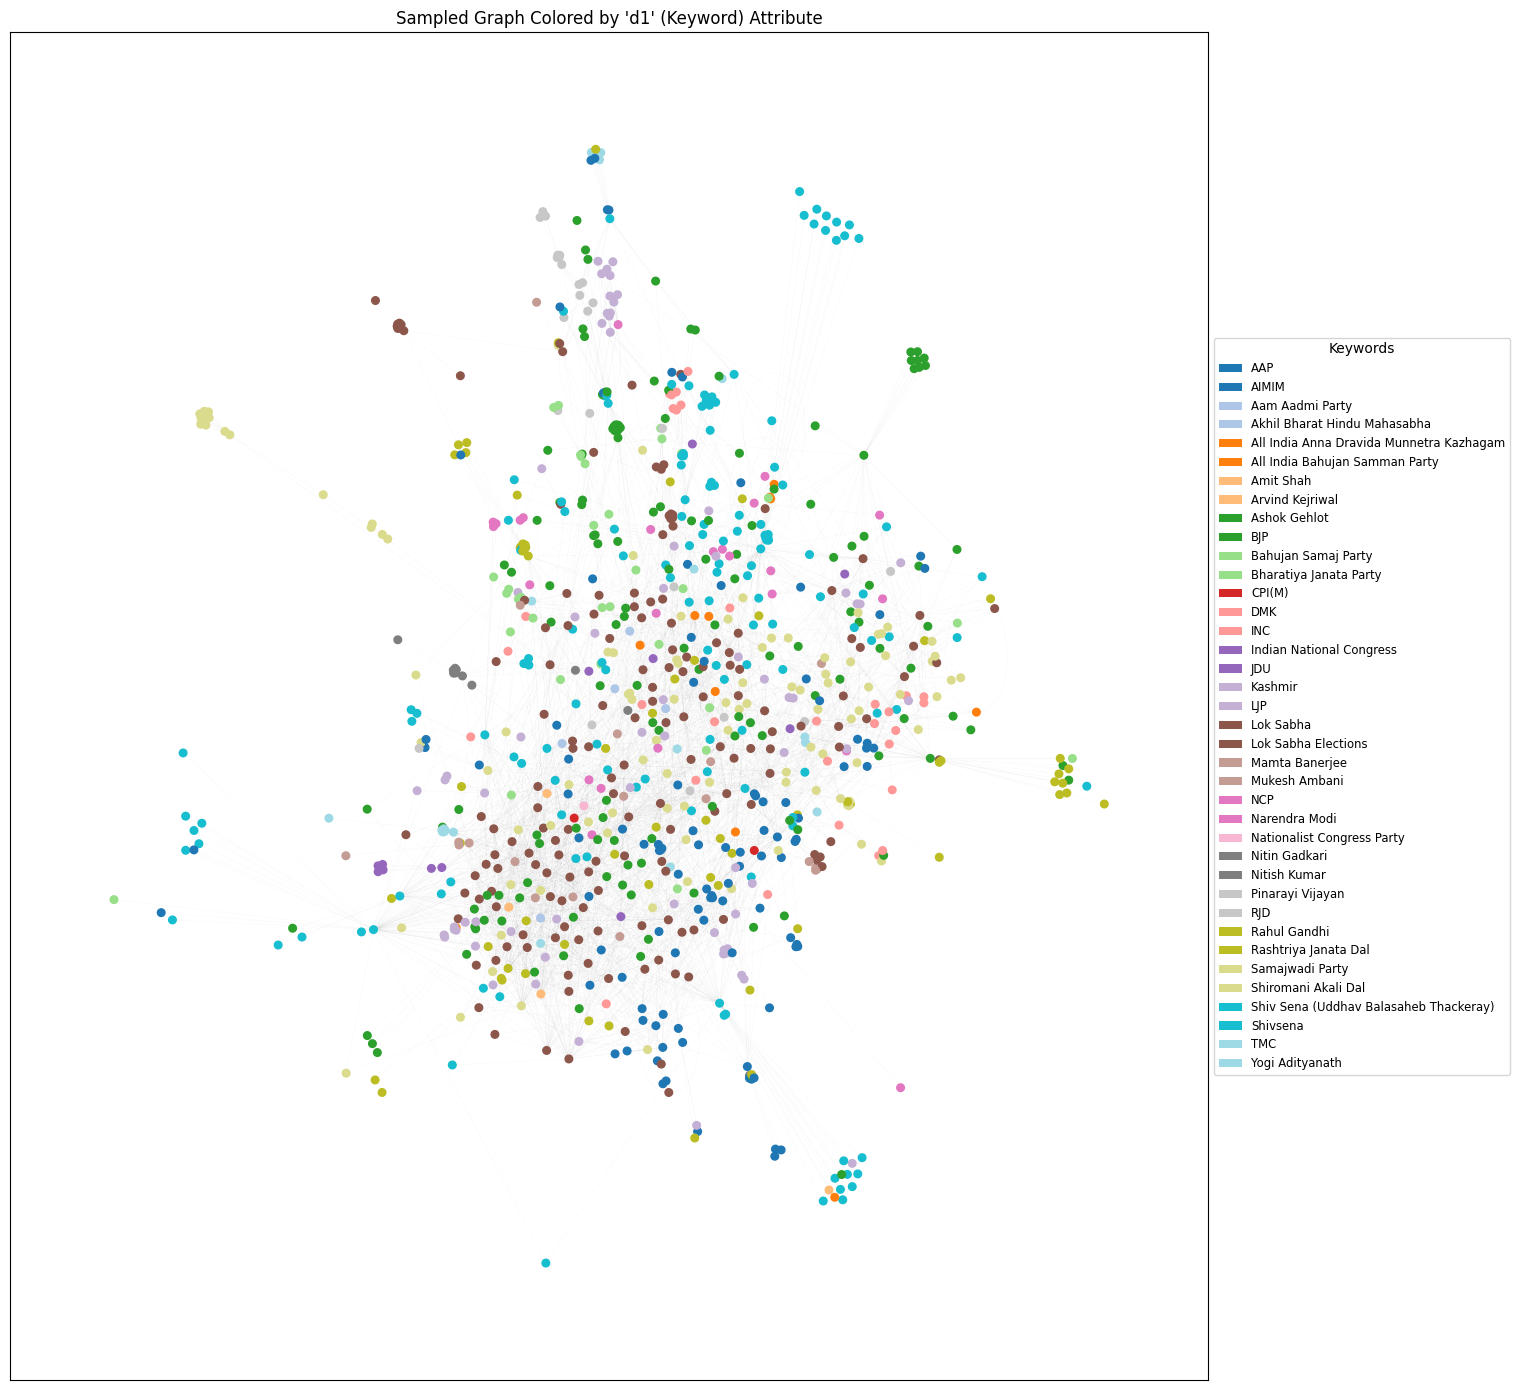 Sampled Graph Colored by 'd1' (Keyword) Attribute
Keywords
AAP
AIMIM
Aam Aadmi Party
Akhil Bharat Hindu Mahasabha
All India Anna Dravida Munnetra Kazhagam
All India Bahujan Samman Party
Amit Shah
Arvind Kejriwal
Ashok Gehlot
BJP
Bahujan Samaj Party
Bharatiya Janata Party
CPI(M)
DMK
INC
Indian National Congress
JDU
Kashmir
LJP
Lok Sabha
Lok Sabha Elections
Mamta Banerjee
Mukesh Ambani
NCP
Narendra Modi
Nationalist Congress Party
Nitin Gadkari
Nitish Kumar
Pinarayi Vijayan
RJD
Rahul Gandhi
Rashtriya Janata Dal
Samajwadi Party
Shiromani Akali Dal
Shiv Sena (Uddhav Balasaheb Thackeray)
Shivsena
TMC
Yogi Adityanath